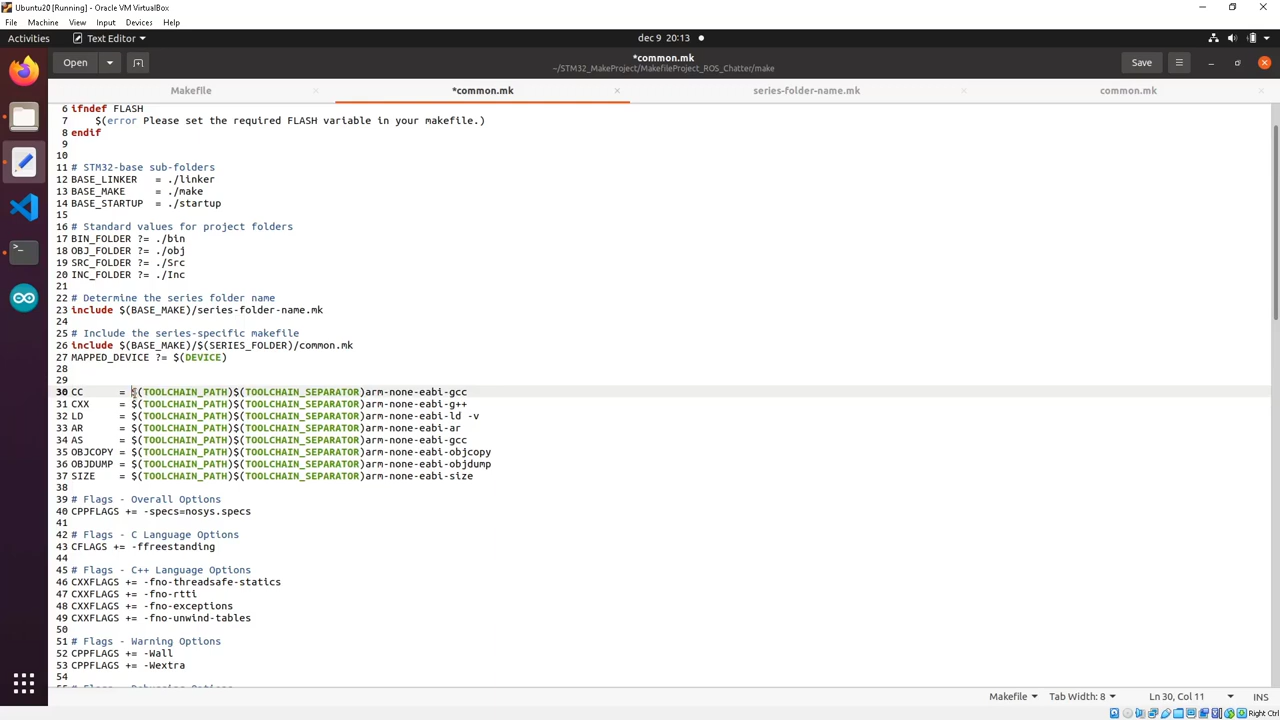 Ubuntu20 [Running] - Oracle VM VirtualBox
File Machine View Input Devices Help
Activities Text Editor dec 9 20:13
Open *common.mk Save
~/STM32_MakeProject/MakefileProject_ROS_Chatter/make
Makefile *common.mk series-folder-name.mk common.mk
6 ifndef FLASH
7 $(error Please set the required FLASH variable in your makefile.)
8 endif
9
10
11 # STM32-base sub-folders
12 BASE_LINKER = ./linker
13 BASE_MAKE = ./make
14 BASE_STARTUP = ./startup
15
16 # Standard values for project folders
17 BIN_FOLDER ?= ./bin
18 OBJ_FOLDER ?= ./obj
19 SRC_FOLDER ?= ./Src
20 INC_FOLDER ?= ./Inc
21
22 # Determine the series folder name
23 include $(BASE_MAKE)/series-folder-name.mk
24
25 # Include the series-specific makefile
26 include $(BASE_MAKE)/$(SERIES_FOLDER)/common.mk
27 MAPPED_DEVICE ?= $(DEVICE)
28
29
30 CC = $(TOOLCHAIN_PATH)$(TOOLCHAIN_SEPARATOR)arm-none-eabi-gcc
31 CXX = $(TOOLCHAIN_PATH)$(TOOLCHAIN_SEPARATOR)arm-none-eabi-g++
32 LD = $(TOOLCHAIN_PATH)$(TOOLCHAIN_SEPARATOR)arm-none-eabi-ld -v
33 AR = $(TOOLCHAIN_PATH)$(TOOLCHAIN_SEPARATOR)arm-none-eabi-ar
34 AS = $(TOOLCHAIN_PATH)$(TOOLCHAIN_SEPARATOR)arm-none-eabi-gcc
35 OBJCOPY = $(TOOLCHAIN_PATH)$(TOOLCHAIN_SEPARATOR)arm-none-eabi-objcopy
36 OBJDUMP = $(TOOLCHAIN_PATH)$(TOOLCHAIN_SEPARATOR)arm-none-eabi-objdump
37 SIZE = $(TOOLCHAIN_PATH)$(TOOLCHAIN_SEPARATOR)arm-none-eabi-size
38
39 # Flags - Overall Options
40 CPPFLAGS += -specs=nosys.specs
41
42 # Flags - C Language Options
43 CFLAGS += -ffreestanding
44
45 # Flags - C++ Language Options
46 CXXFLAGS += -fno-threadsafe-statics
47 CXXFLAGS += -fno-rtti
48 CXXFLAGS += -fno-exceptions
49 CXXFLAGS += -fno-unwind-tables
50
51 # Flags - Warning Options
52 CPPFLAGS += -Wall
53 CPPFLAGS += -Wextra
54
55 # Flags - Debugging Options
Makefile Tab Width: 8 Ln 30, Col 11 INS
Right Ctrl